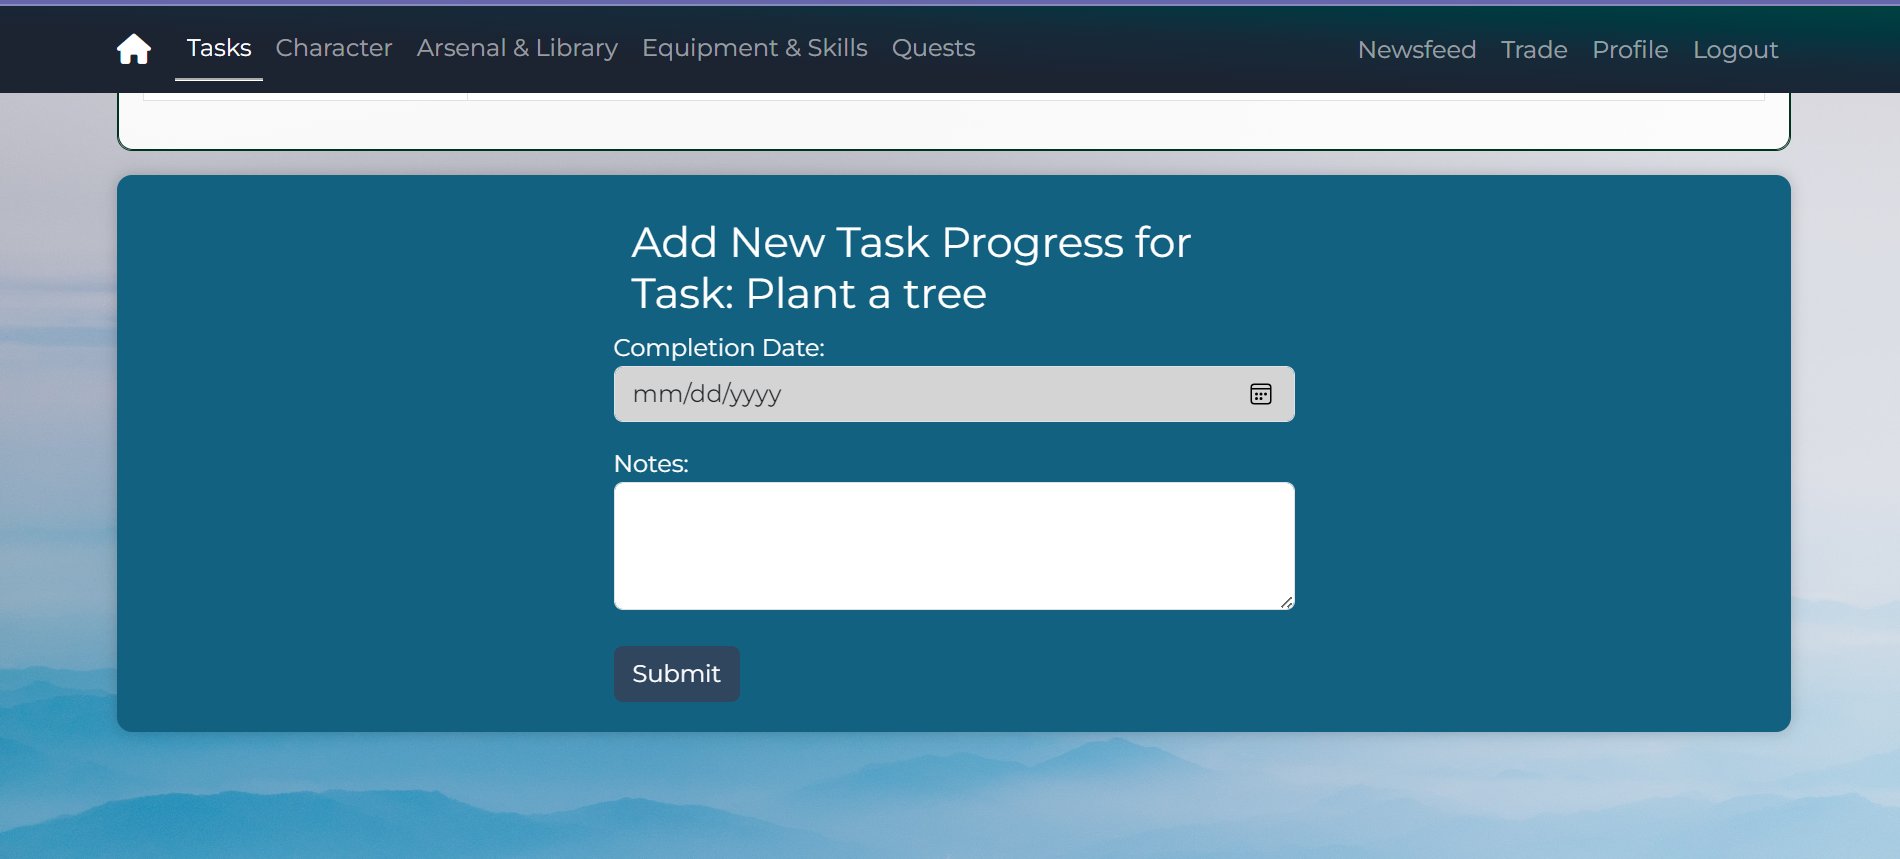 Tasks Character Arsenal & Library Equipment & Skills Quests Newsfeed Trade Profile Logout
Add New Task Progress for
Task: Plant a tree
Completion Date:
mm/dd/yyyy
Notes:
Submit